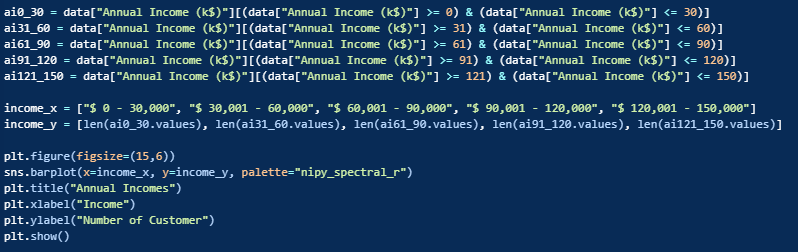 ai0_30 = data["Annual Income (k$)"][(data["Annual Income (k$)"] >= 0) & (data["Annual Income (k$)"] <= 30)]
ai31_60 = data["Annual Income (k$)"][(data["Annual Income (k$)"] >= 31) & (data["Annual Income (k$)"] <= 60)]
ai61_90 = data["Annual Income (k$)"][(data["Annual Income (k$)"] >= 61) & (data["Annual Income (k$)"] <= 90)]
ai91_120 = data["Annual Income (k$)"][(data["Annual Income (k$)"] >= 91) & (data["Annual Income (k$)"] <= 120)]
ai121_150 = data["Annual Income (k$)"][(data["Annual Income (k$)"] >= 121) & (data["Annual Income (k$)"] <= 150)]

income_x = ["$ 0 - 30,000", "$ 30,001 - 60,000", "$ 60,001 - 90,000", "$ 90,001 - 120,000", "$ 120,001 - 150,000"]
income_y = [len(ai0_30.values), len(ai31_60.values), len(ai61_90.values), len(ai91_120.values), len(ai121_150.values)]

plt.figure(figsize=(15,6))
sns.barplot(x=income_x, y=income_y, palette="nipy_spectral_r")
plt.title("Annual Incomes")
plt.xlabel("Income")
plt.ylabel("Number of Customer")
plt.show()